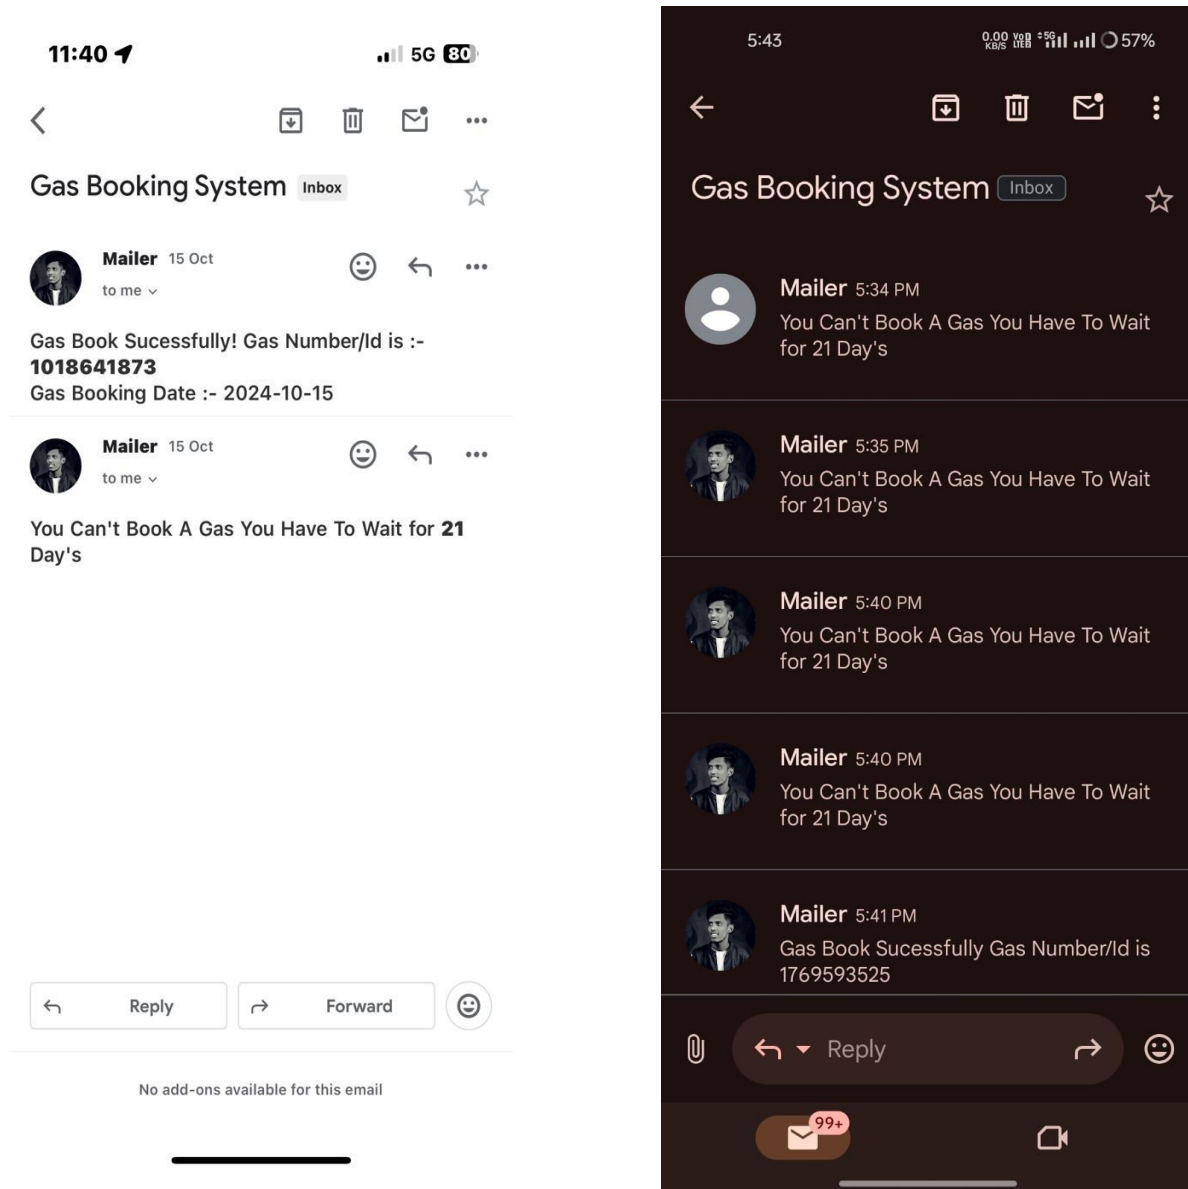 11:40
5G 80
Gas Booking System Inbox
Mailer 15 Oct
to me
Gas Book Sucessfully! Gas Number/Id is :-
1018641873
Gas Booking Date :- 2024-10-15
Mailer 15 Oct
to me
You Can't Book A Gas You Have To Wait for 21
Day's
Reply
Forward
No add-ons available for this email
5:43
0.00 KB/S VoD LTE 5G 57%
Gas Booking System Inbox
Mailer 5:34 PM
You Can't Book A Gas You Have To Wait
for 21 Day's
Mailer 5:35 PM
You Can't Book A Gas You Have To Wait
for 21 Day's
Mailer 5:40 PM
You Can't Book A Gas You Have To Wait
for 21 Day's
Mailer 5:40 PM
You Can't Book A Gas You Have To Wait
for 21 Day's
Mailer 5:41 PM
Gas Book Sucessfully Gas Number/Id is
1769593525
Reply
99+